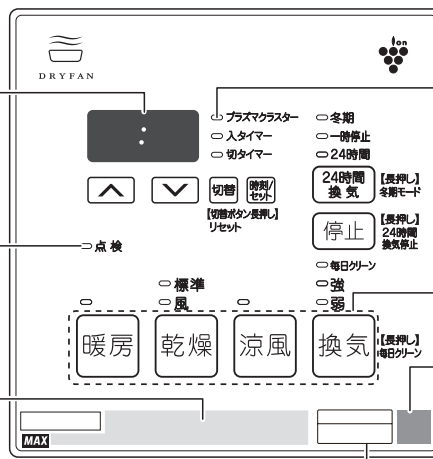 ion
DRYFAN
プラズマクラスター
入タイマー
切タイマー
冬期
一時停止
24時間
切替
時刻/
セット
【切替ボタン長押し】
リセット
24時間
換気
【長押し】
冬期モード
停止
【長押し】
24時間
換気停止
点検
毎日クリーン
標準
風
強
弱
暖房
乾燥
涼風
換気
【長押し】
毎日クリーン
MAX